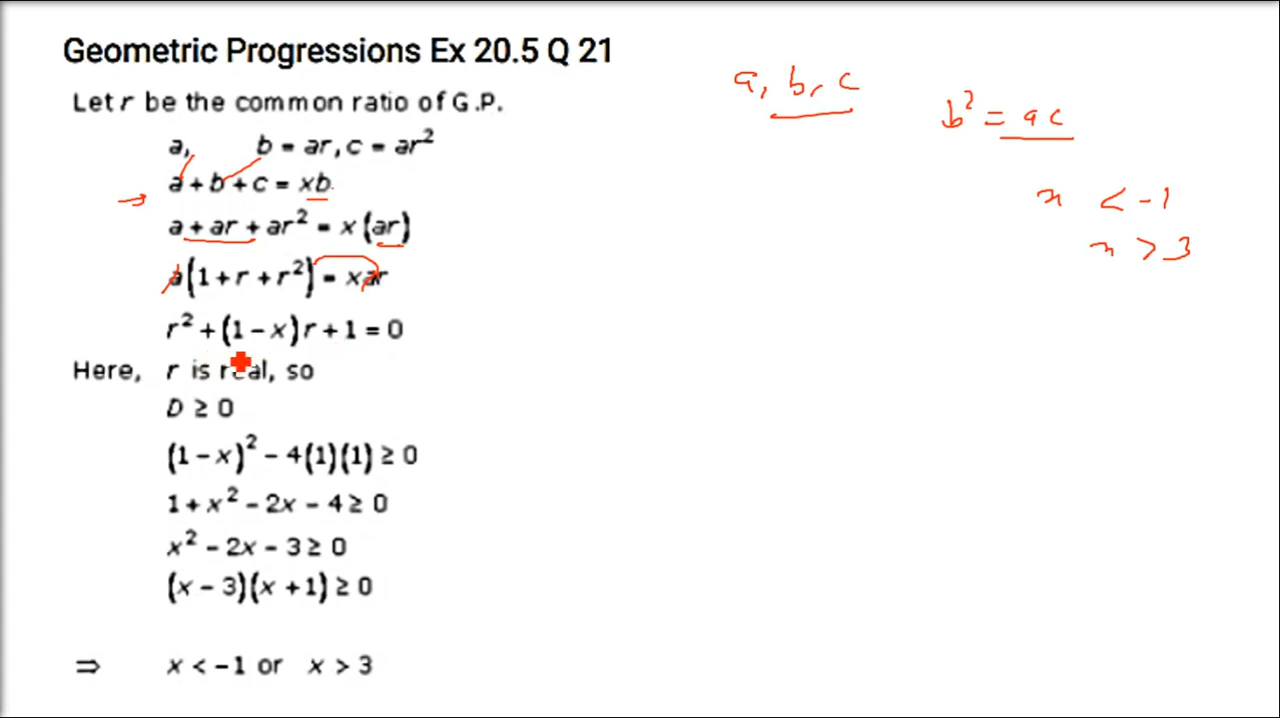 Geometric Progressions Ex 20.5 Q 21
Let r be the common ratio of G.P.
a, b = ar, c = ar²
a + b + c = xb.
a + ar + ar² = x(ar)
a(1 + r + r²) = xar
r² + (1 - x)r + 1 = 0
Here, r is real, so
D ≥ 0
(1 - x)² - 4(1)(1) ≥ 0
1 + x² - 2x - 4 ≥ 0
x² - 2x - 3 ≥ 0
(x - 3)(x + 1) ≥ 0
⇒ x < -1 or x > 3
a, b, c
b² = ac
x < -1
x > 3